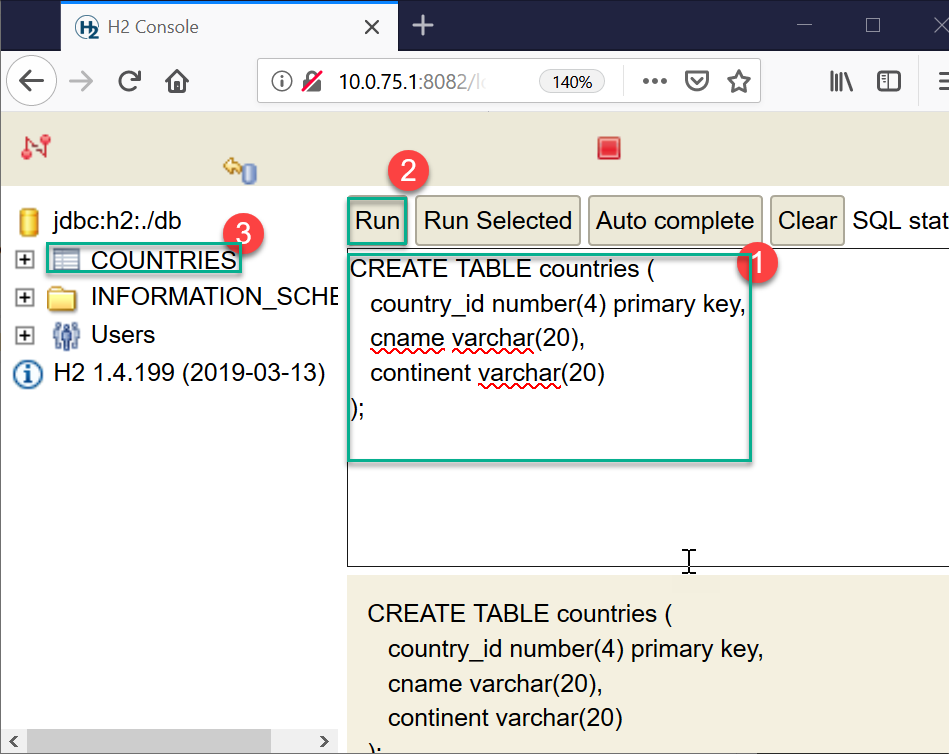 H2 Console
10.0.75.1:8082/l
140%
2
jdbc:h2:./db
3
COUNTRIES
INFORMATION_SCHE
Users
H2 1.4.199 (2019-03-13)
Run Run Selected Auto complete Clear SQL stat
1
CREATE TABLE countries (
country_id number(4) primary key,
cname varchar(20),
continent varchar(20)
);
CREATE TABLE countries (
country_id number(4) primary key,
cname varchar(20),
continent varchar(20)
);